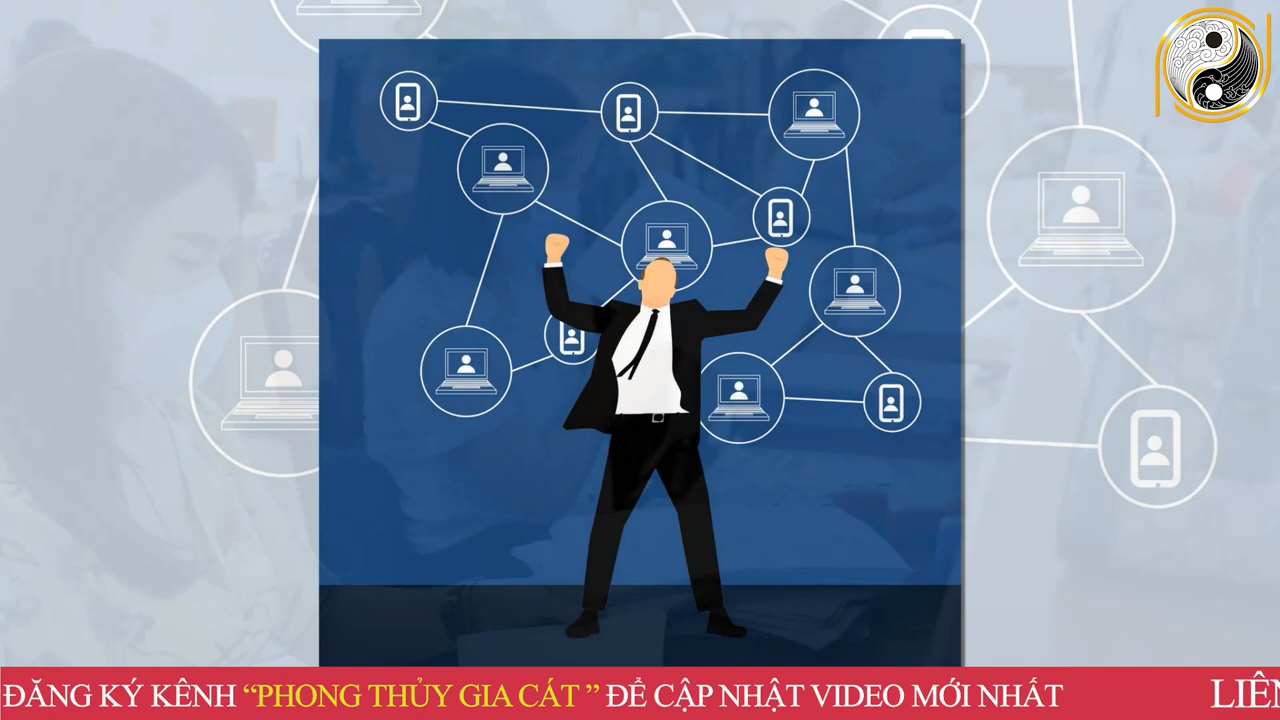 ĐĂNG KÝ KÊNH “PHONG THỦY GIA CÁT ” ĐỂ CẬP NHẬT VIDEO MỚI NHẤT